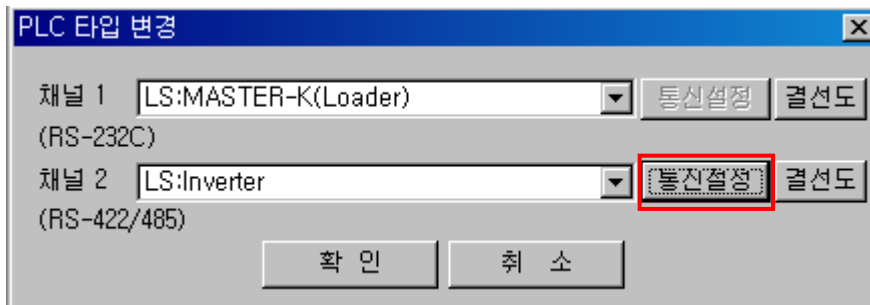 PLC 타입 변경
채널 1 LS:MASTER-K(Loader) 통신설정 결선도
(RS-232C)
채널 2 LS:Inverter 통신설정 결선도
(RS-422/485)
확 인 취 소